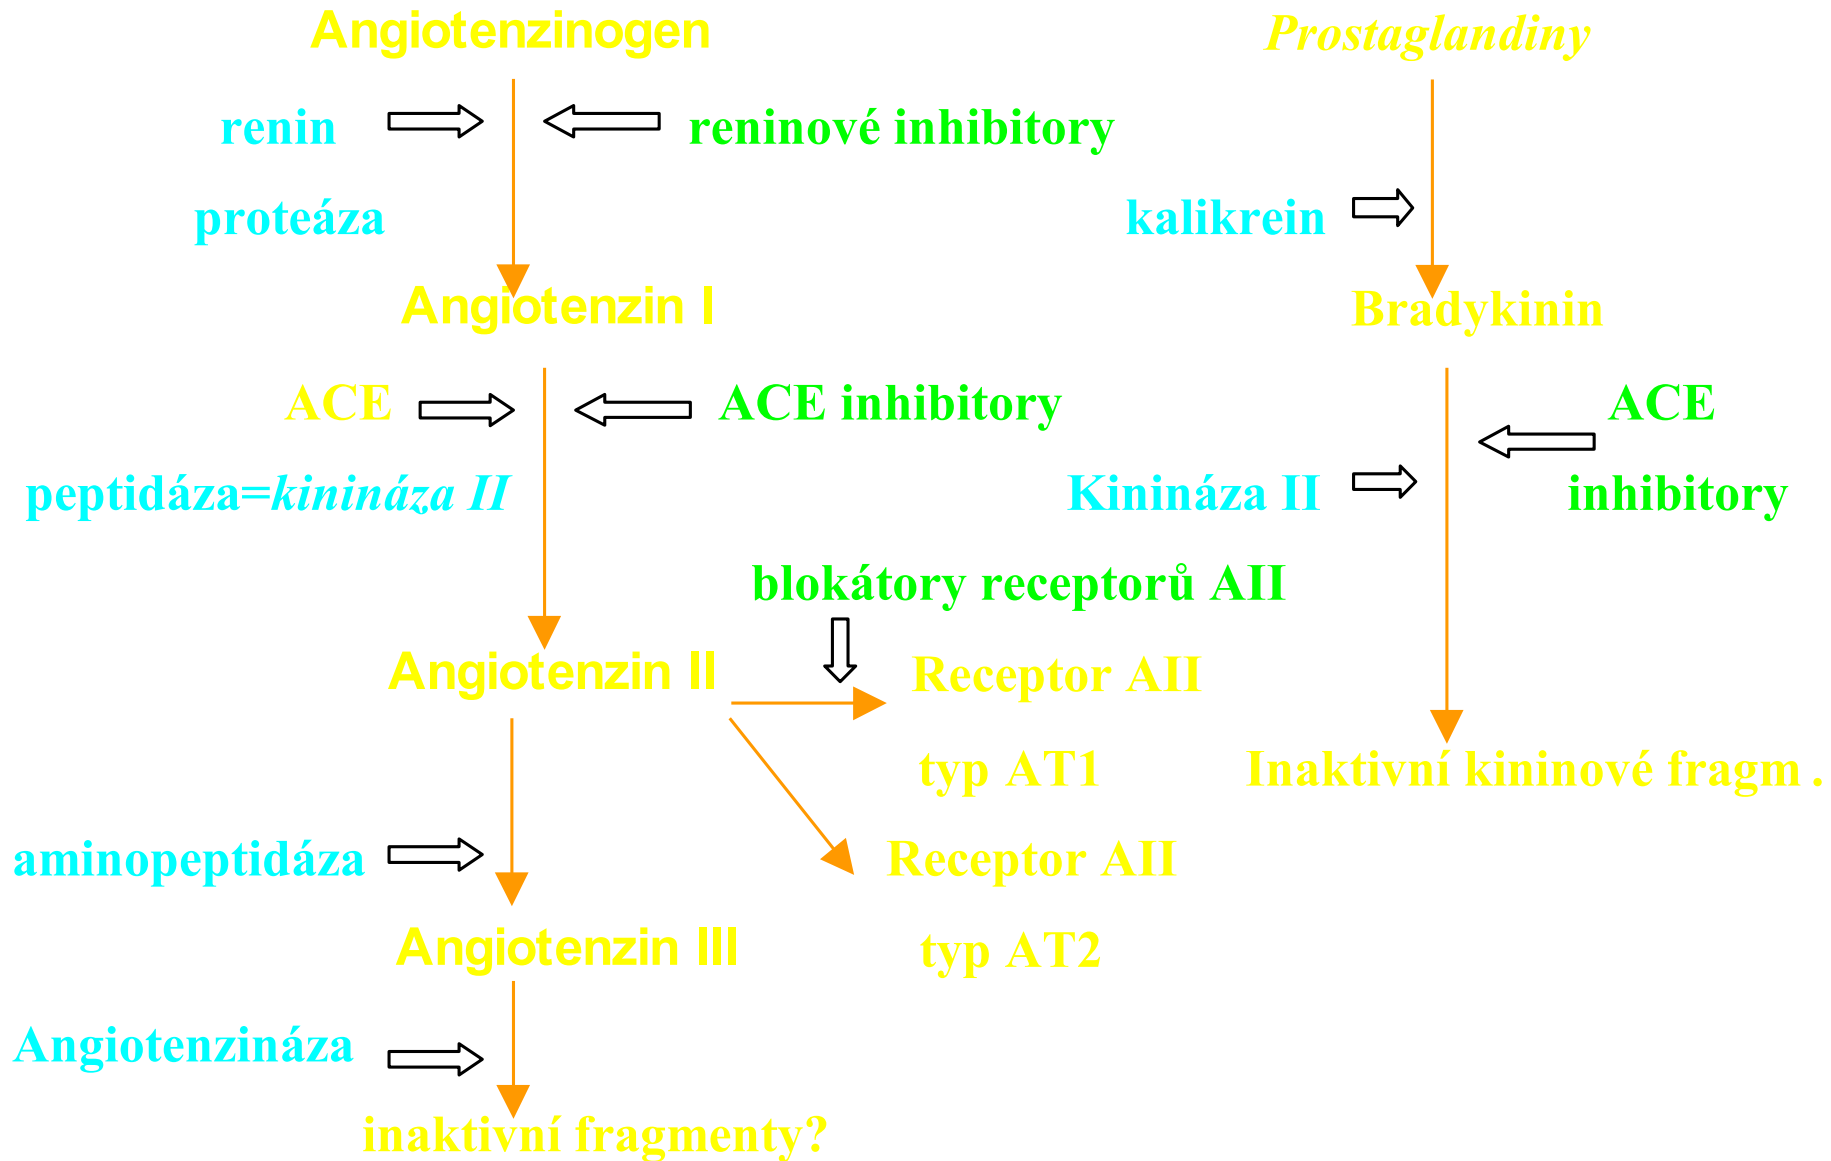 Angiotenzinogen
Prostaglandiny
renin
reninové inhibitory
proteáza
kalikrein
Angiotenzin I
Bradykinin
ACE
ACE inhibitory
ACE
peptidáza=kinináza II
Kinináza II
inhibitory
blokátory receptorů AII
Angiotenzin II
Receptor AII
typ AT1
Inaktivní kininové fragm .
aminopeptidáza
Receptor AII
Angiotenzin III
typ AT2
Angiotenzináza
inaktivní fragmenty?